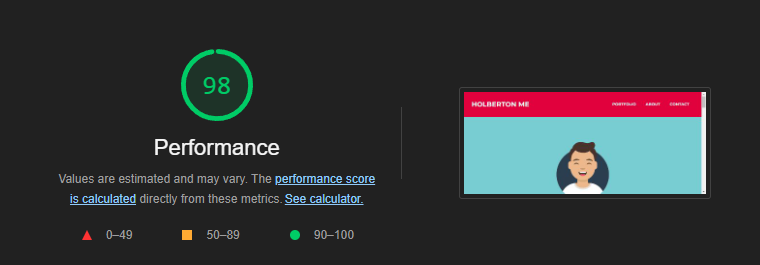 98
Performance
Values are estimated and may vary. The performance score
is calculated directly from these metrics. See calculator.
0–49 50–89 90–100
HOLBERTON ME PORTFOLIO ABOUT CONTACT